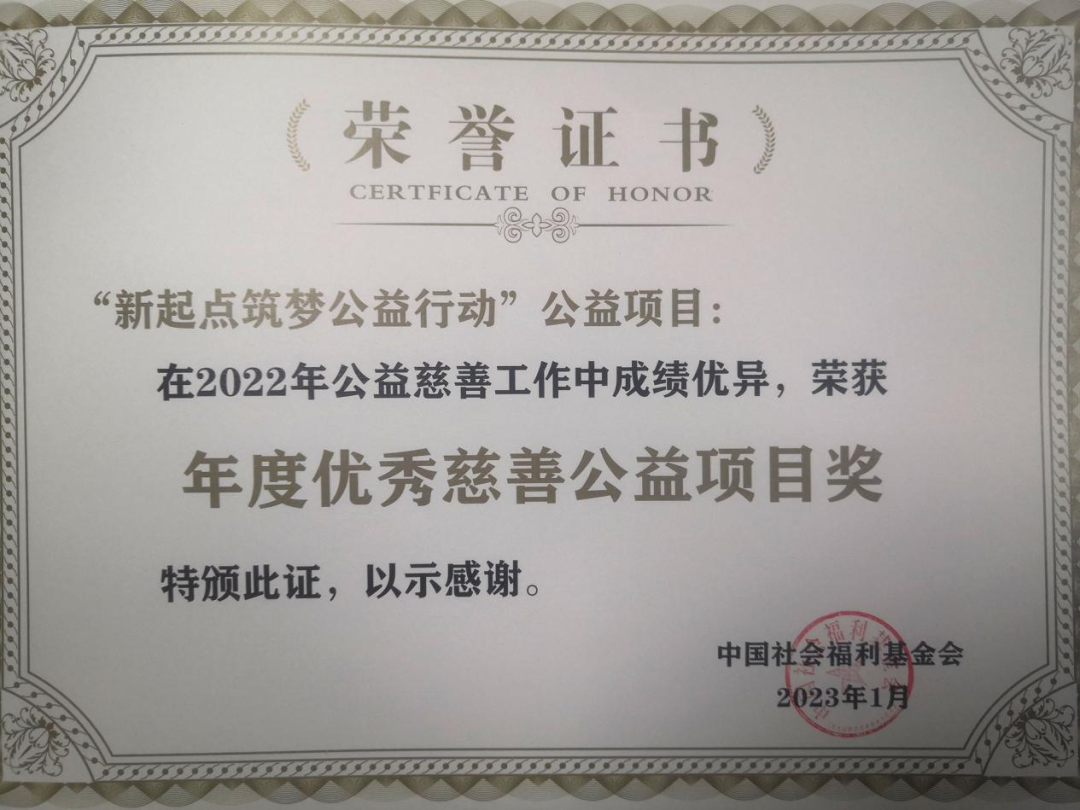 荣誉证书
CERTFICATE OF HONOR
“新起点筑梦公益行动”公益项目：
在2022年公益慈善工作中成绩优异，荣获
年度优秀慈善公益项目奖
特颁此证，以示感谢。
中国社会福利基金会
2023年1月